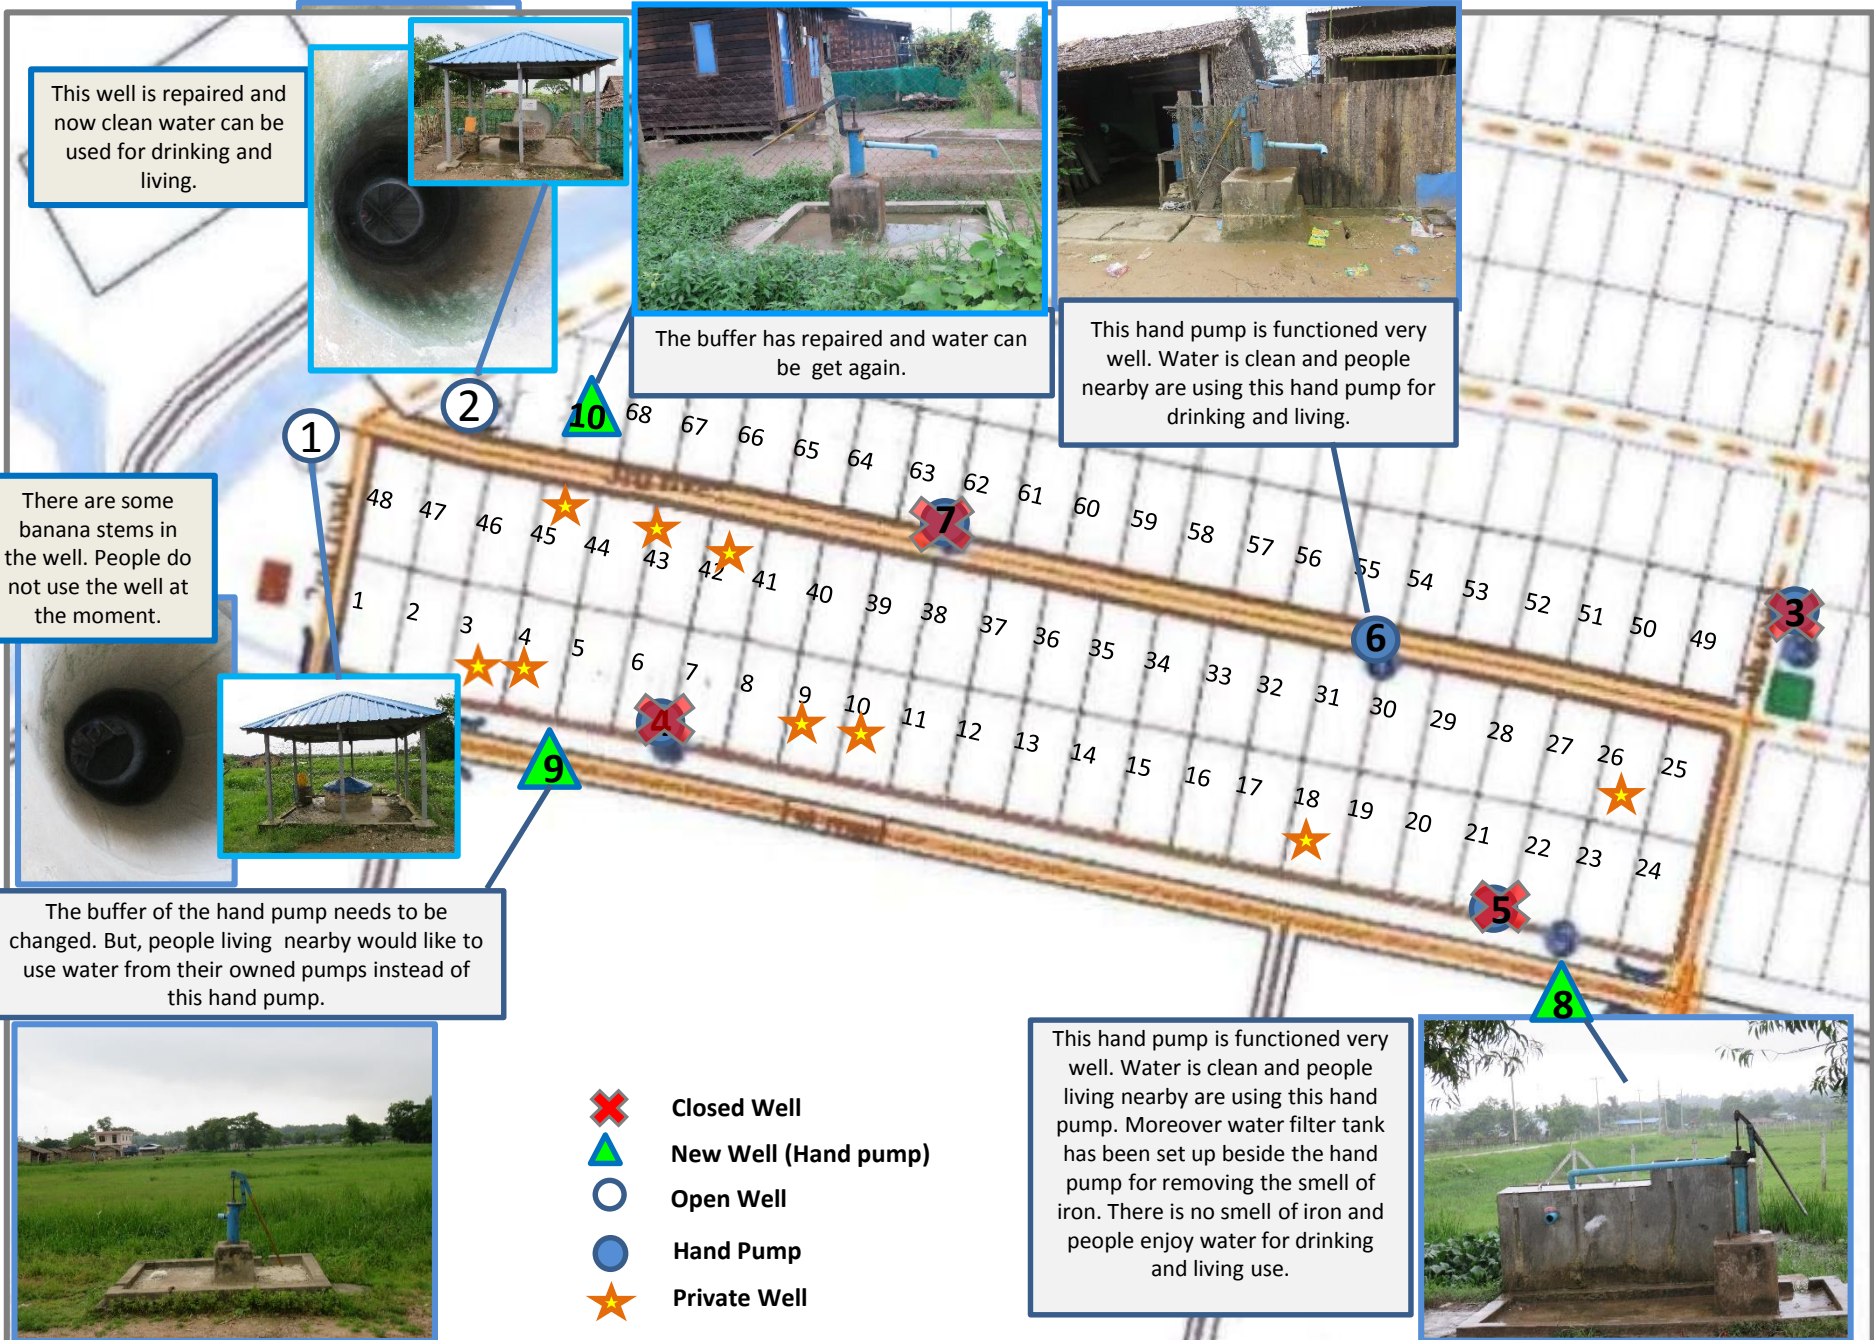 This well is repaired and
now clean water can be
used for drinking and
living.
The buffer has repaired and water can
be get again.
This hand pump is functioned very
well. Water is clean and people
nearby are using this hand pump for
drinking and living.
There are some
banana stems in
the well. People do
not use the well at
the moment.
1
2
10
68
67
66
65
64
63
62
61
60
59
58
57
56
55
54
53
52
51
50
49
7
6
3
48
47
46
45
44
43
42
41
40
39
38
37
36
35
34
33
32
31
30
29
28
27
26
25
1
2
3
4
5
6
7
8
9
10
11
12
13
14
15
16
17
18
19
20
21
22
23
24
4
9
5
8
The buffer of the hand pump needs to be
changed. But, people living nearby would like to
use water from their owned pumps instead of
this hand pump.
Closed Well
New Well (Hand pump)
Open Well
Hand Pump
Private Well
This hand pump is functioned very
well. Water is clean and people
living nearby are using this hand
pump. Moreover water filter tank
has been set up beside the hand
pump for removing the smell of
iron. There is no smell of iron and
people enjoy water for drinking
and living use.